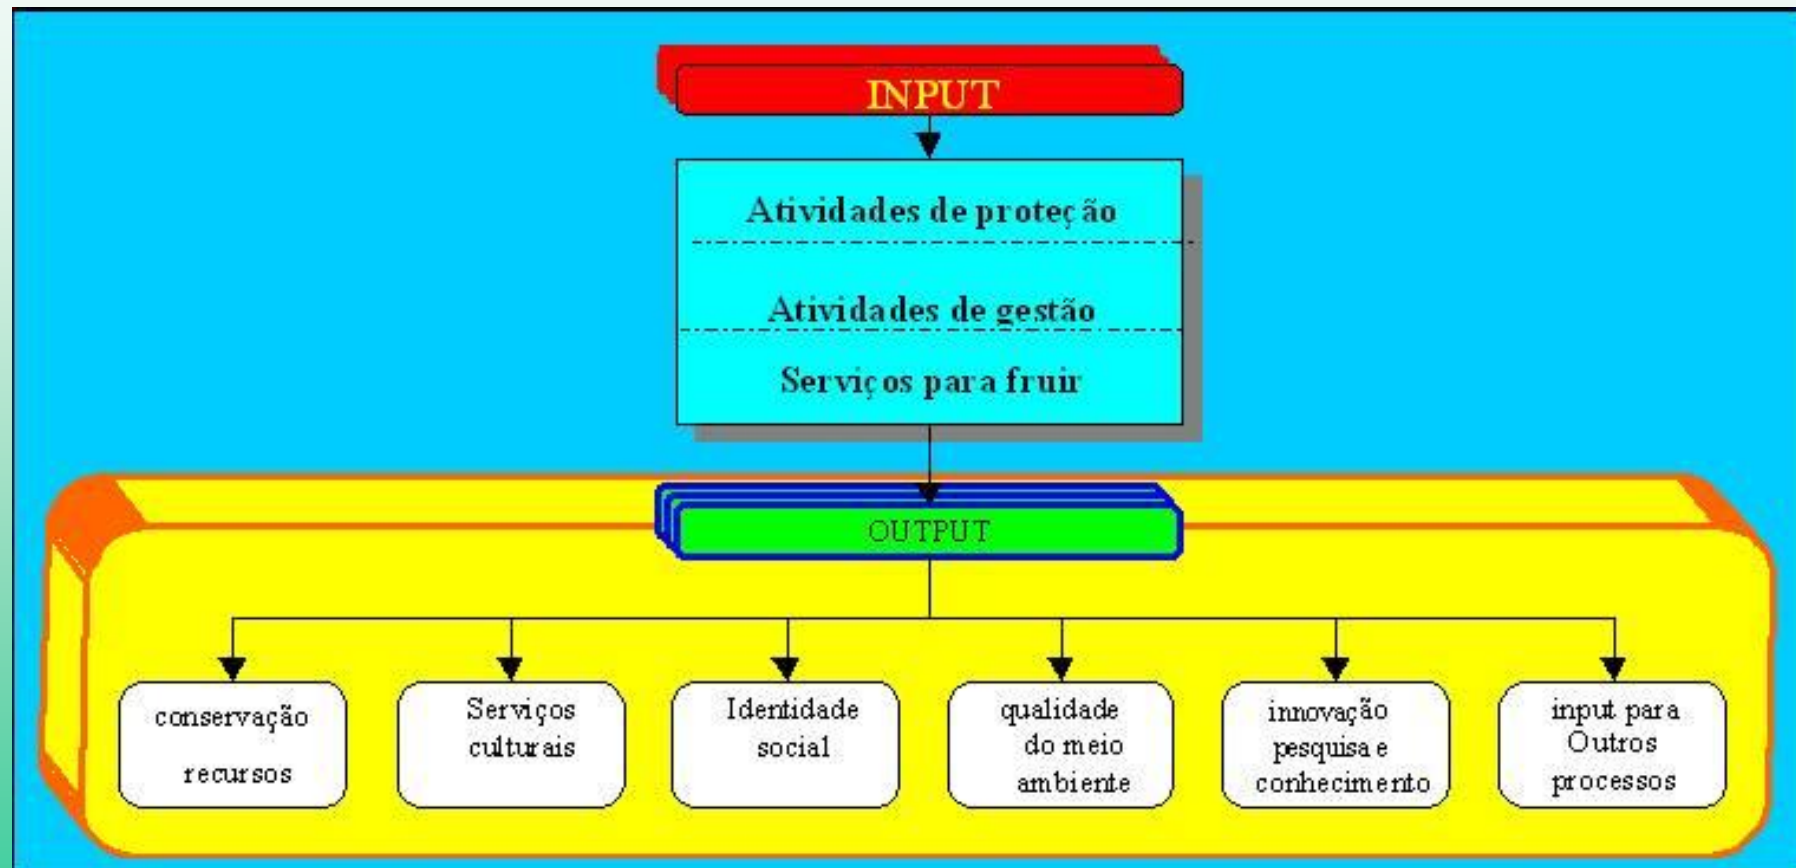 INPUT
Atividades de proteção
Atividades de gestão
Serviços para fruir
OUTPUT
conservação
recursos
Serviços
culturais
Identidade
social
qualidade
do meio
ambiente
innovação
pesquisa e
conhecimento
input para
Outros
processos